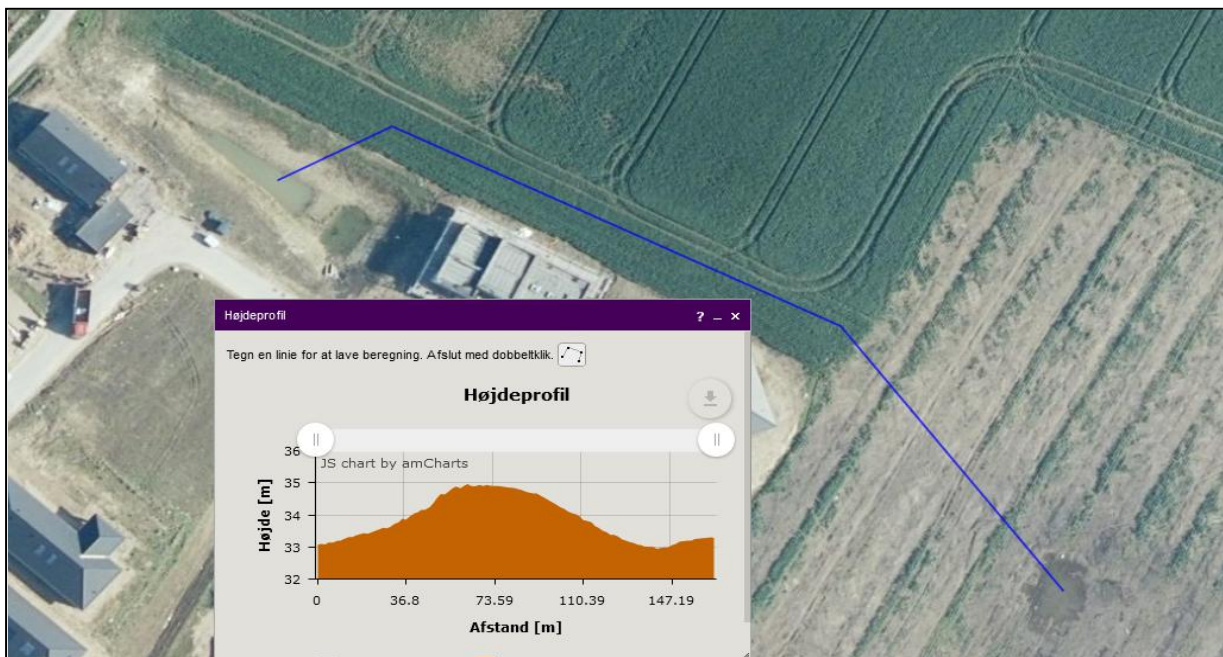 Højdeprofil
? – ×
Tegn en linie for at lave beregning. Afslut med dobbeltklik.
Højdeprofil
JS chart by amCharts
Højde [m]
36
35
34
33
32
0 36.8 73.59 110.39 147.19
Afstand [m]